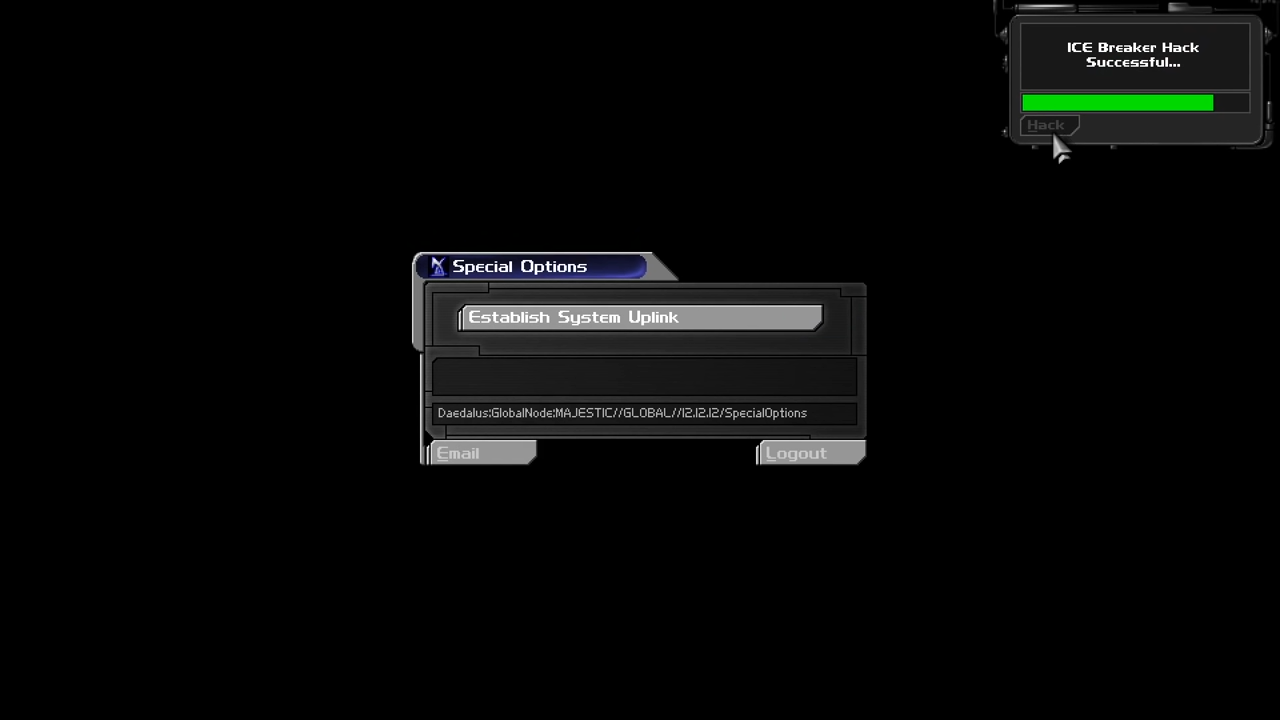 ICE Breaker Hack
Successful...
Hack
Special Options
Establish System Uplink
Daedalus:GlobalNode:MAJESTIC//GLOBAL//12.12.12/SpecialOptions
Email
Logout